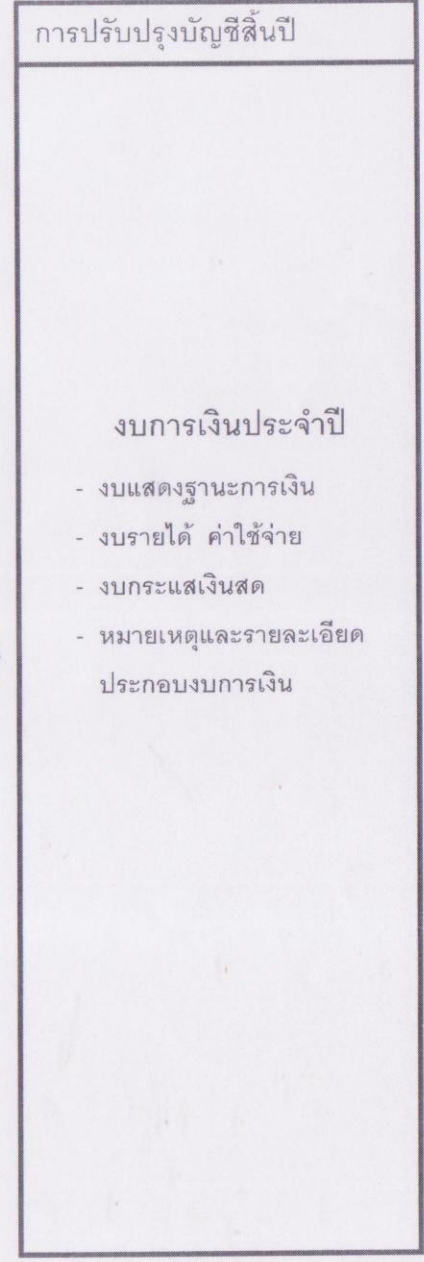 การปรับปรุงบัญชีสิ้นปี
งบการเงินประจำปี
- งบแสดงฐานะการเงิน
- งบรายได้ ค่าใช้จ่าย
- งบกระแสเงินสด
- หมายเหตุและรายละเอียด
ประกอบงบการเงิน